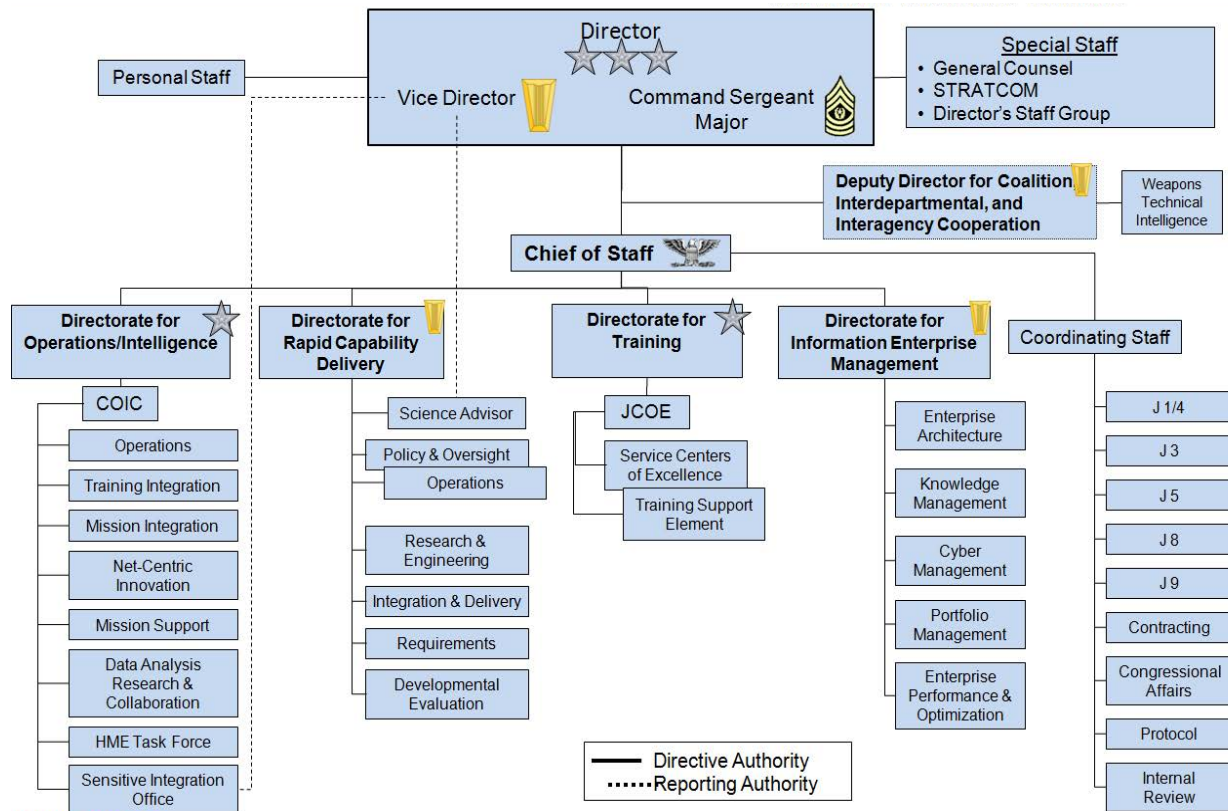 Director
Personal Staff
Vice Director
Command Sergeant
Major
Special Staff
• General Counsel
• STRATCOM
• Director's Staff Group
Deputy Director for Coalition,
Interdepartmental, and
Interagency Cooperation
Weapons
Technical
Intelligence
Chief of Staff
Directorate for
Operations/Intelligence
COIC
Operations
Training Integration
Mission Integration
Net-Centric
Innovation
Mission Support
Data Analysis
Research &
Collaboration
HME Task Force
Sensitive Integration
Office
Directorate for
Rapid Capability
Delivery
Science Advisor
Policy & Oversight
Operations
Research &
Engineering
Integration & Delivery
Requirements
Developmental
Evaluation
Directorate for
Training
JCOE
Service Centers
of Excellence
Training Support
Element
Directorate for
Information Enterprise
Management
Enterprise
Architecture
Knowledge
Management
Cyber
Management
Portfolio
Management
Enterprise
Performance &
Optimization
Coordinating Staff
J 1/4
J 3
J 5
J 8
J 9
Contracting
Congressional
Affairs
Protocol
Internal
Review
Directive Authority
Reporting Authority